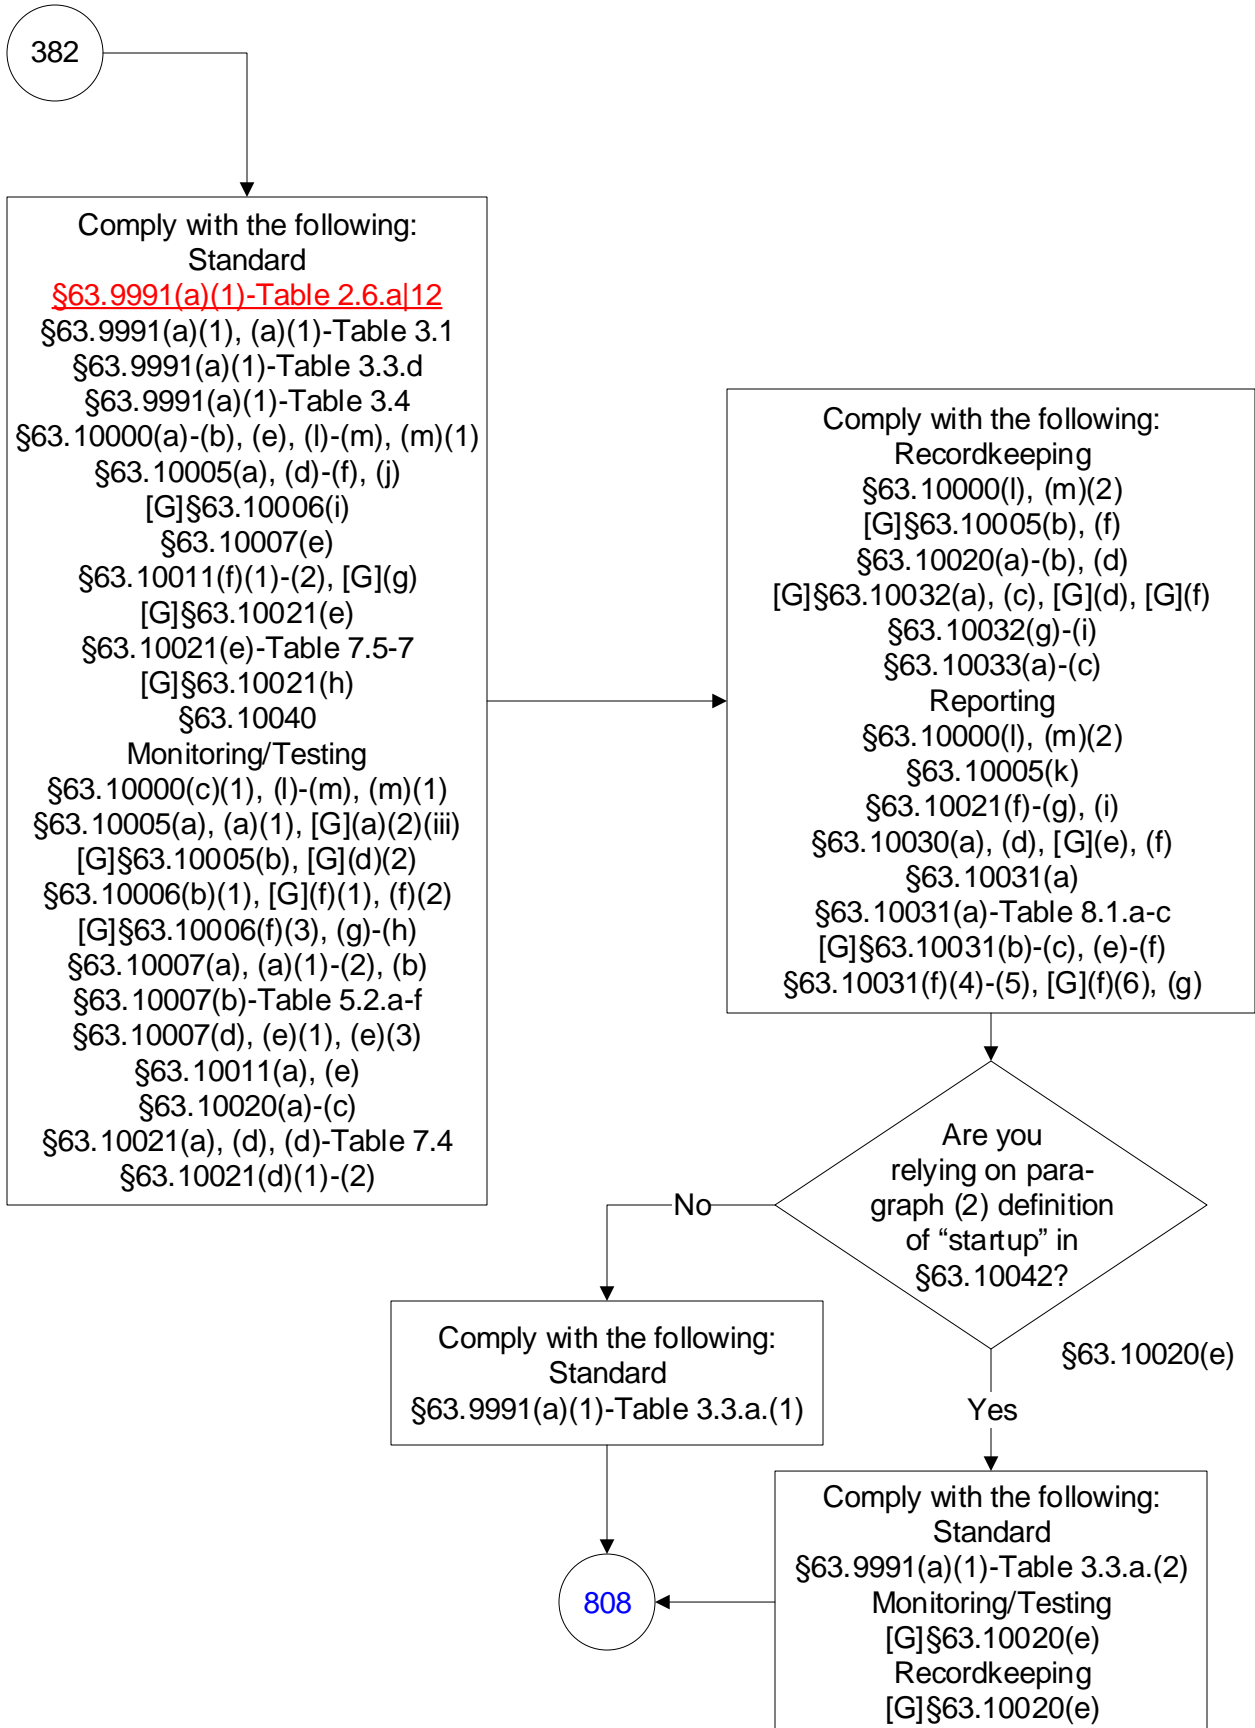 382
Comply with the following:
Standard
§63.9991(a)(1)-Table 2.6.a|12
§63.9991(a)(1), (a)(1)-Table 3.1
§63.9991(a)(1)-Table 3.3.d
§63.9991(a)(1)-Table 3.4
§63.10000(a)-(b), (e), (l)-(m), (m)(1)
§63.10005(a), (d)-(f), (j)
[G]§63.10006(i)
§63.10007(e)
§63.10011(f)(1)-(2), [G](g)
[G]§63.10021(e)
§63.10021(e)-Table 7.5-7
[G]§63.10021(h)
§63.10040
Monitoring/Testing
§63.10000(c)(1), (l)-(m), (m)(1)
§63.10005(a), (a)(1), [G](a)(2)(iii)
[G]§63.10005(b), [G](d)(2)
§63.10006(b)(1), [G](f)(1), (f)(2)
[G]§63.10006(f)(3), (g)-(h)
§63.10007(a), (a)(1)-(2), (b)
§63.10007(b)-Table 5.2.a-f
§63.10007(d), (e)(1), (e)(3)
§63.10011(a), (e)
§63.10020(a)-(c)
§63.10021(a), (d), (d)-Table 7.4
§63.10021(d)(1)-(2)
Comply with the following:
Recordkeeping
§63.10000(l), (m)(2)
[G]§63.10005(b), (f)
§63.10020(a)-(b), (d)
[G]§63.10032(a), (c), [G](d), [G](f)
§63.10032(g)-(i)
§63.10033(a)-(c)
Reporting
§63.10000(l), (m)(2)
§63.10005(k)
§63.10021(f)-(g), (i)
§63.10030(a), (d), [G](e), (f)
§63.10031(a)
§63.10031(a)-Table 8.1.a-c
[G]§63.10031(b)-(c), (e)-(f)
§63.10031(f)(4)-(5), [G](f)(6), (g)
Are you
relying on para-
graph (2) definition
of “startup” in
§63.10042?
§63.10020(e)
No
Comply with the following:
Standard
§63.9991(a)(1)-Table 3.3.a.(1)
Yes
Comply with the following:
Standard
§63.9991(a)(1)-Table 3.3.a.(2)
Monitoring/Testing
[G]§63.10020(e)
Recordkeeping
[G]§63.10020(e)
808